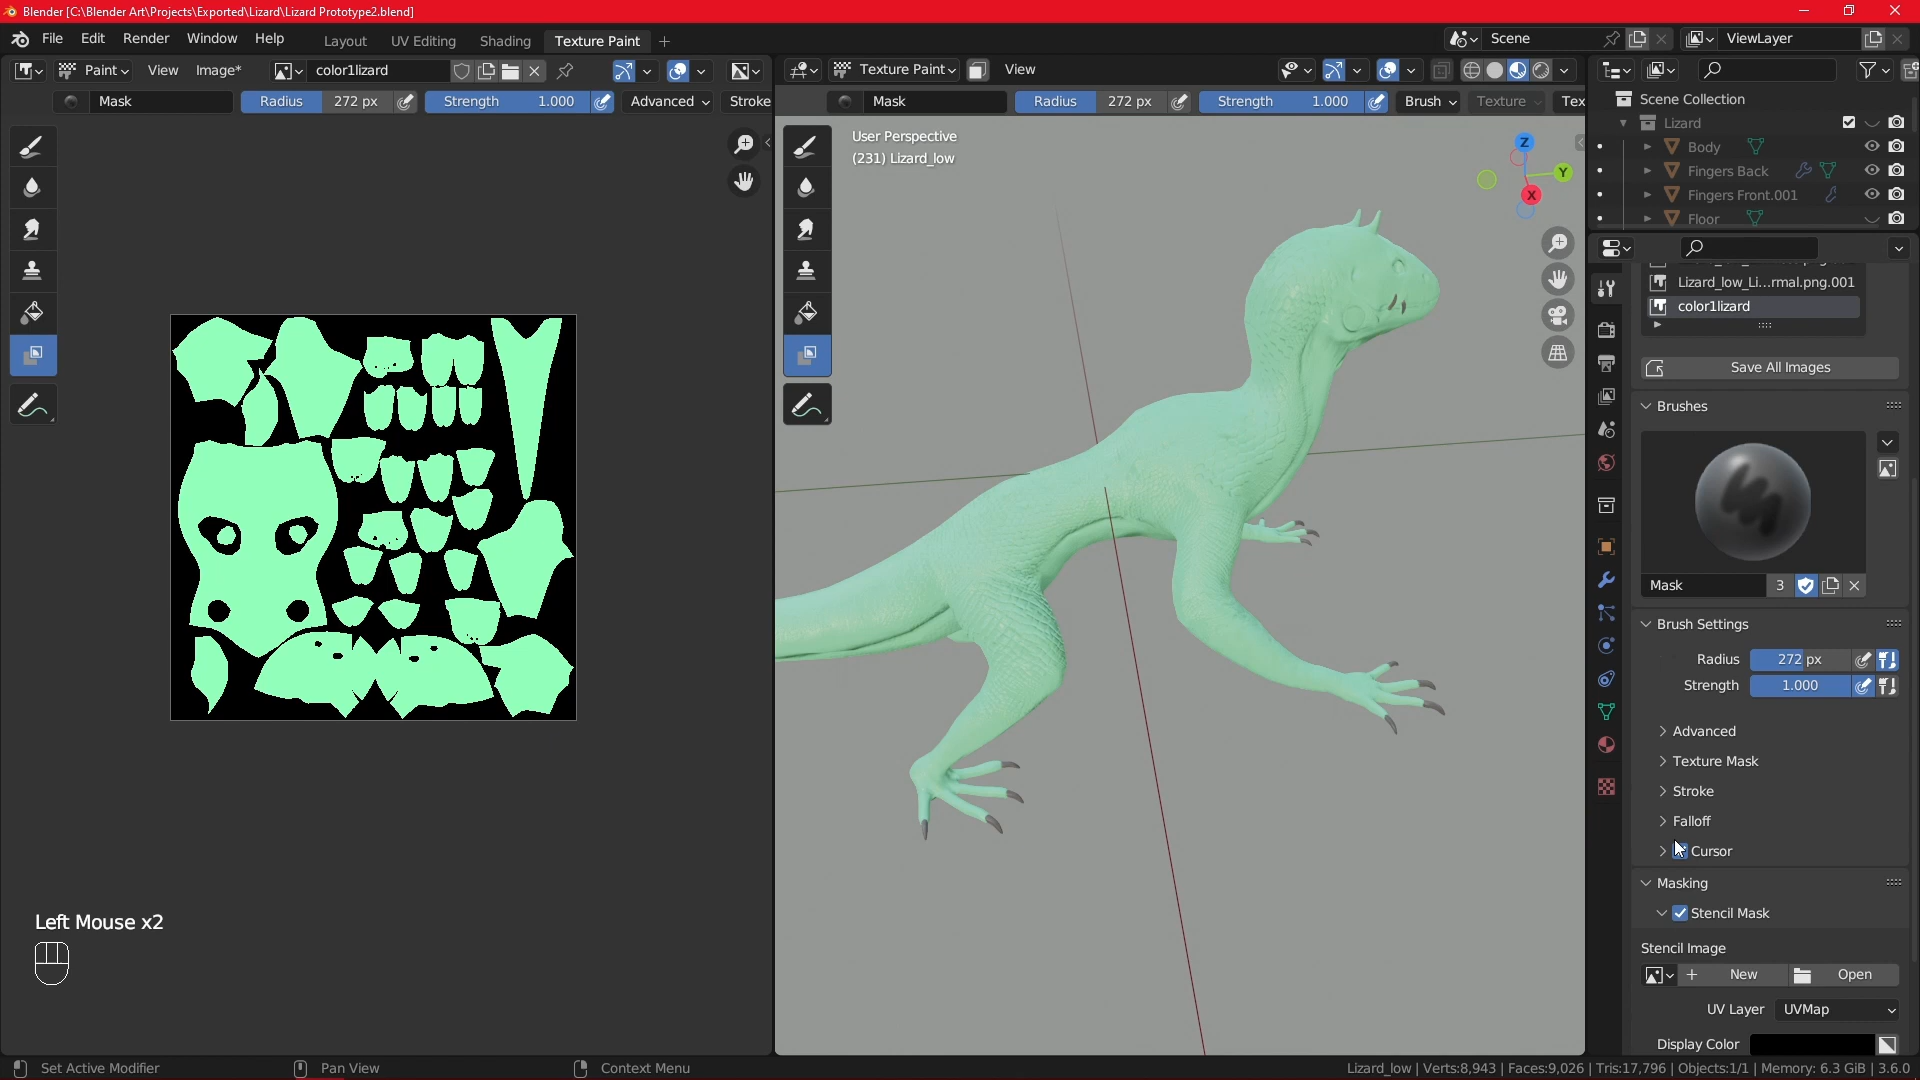 Blender [C:\Blender Art\Projects\Exported\Lizard\Lizard Prototype2.blend]
File Edit Render Window Help
Layout UV Editing Shading Texture Paint
Scene
ViewLayer
Paint View Image* color1lizard
Texture Paint View
Mask Radius 272 px Strength 1.000 Advanced Stroke
Mask Radius 272 px Strength 1.000 Brush Texture Tex
User Perspective
(231) Lizard_low
Z
Y
X
Scene Collection
Lizard
Body
Fingers Back
Fingers Front.001
Floor
Lizard_low_Li...rmal.png.001
color1lizard
Save All Images
Brushes
Mask 3
Brush Settings
Radius 272 px
Strength 1.000
Advanced
Texture Mask
Stroke
Falloff
Cursor
Masking
Stencil Mask
Stencil Image
New Open
UV Layer UVMap
Display Color
Left Mouse x2
Set Active Modifier Pan View Context Menu
Lizard_low | Verts:8,943 | Faces:9,026 | Tris:17,796 | Objects:1/1 | Memory: 6.3 GiB | 3.6.0